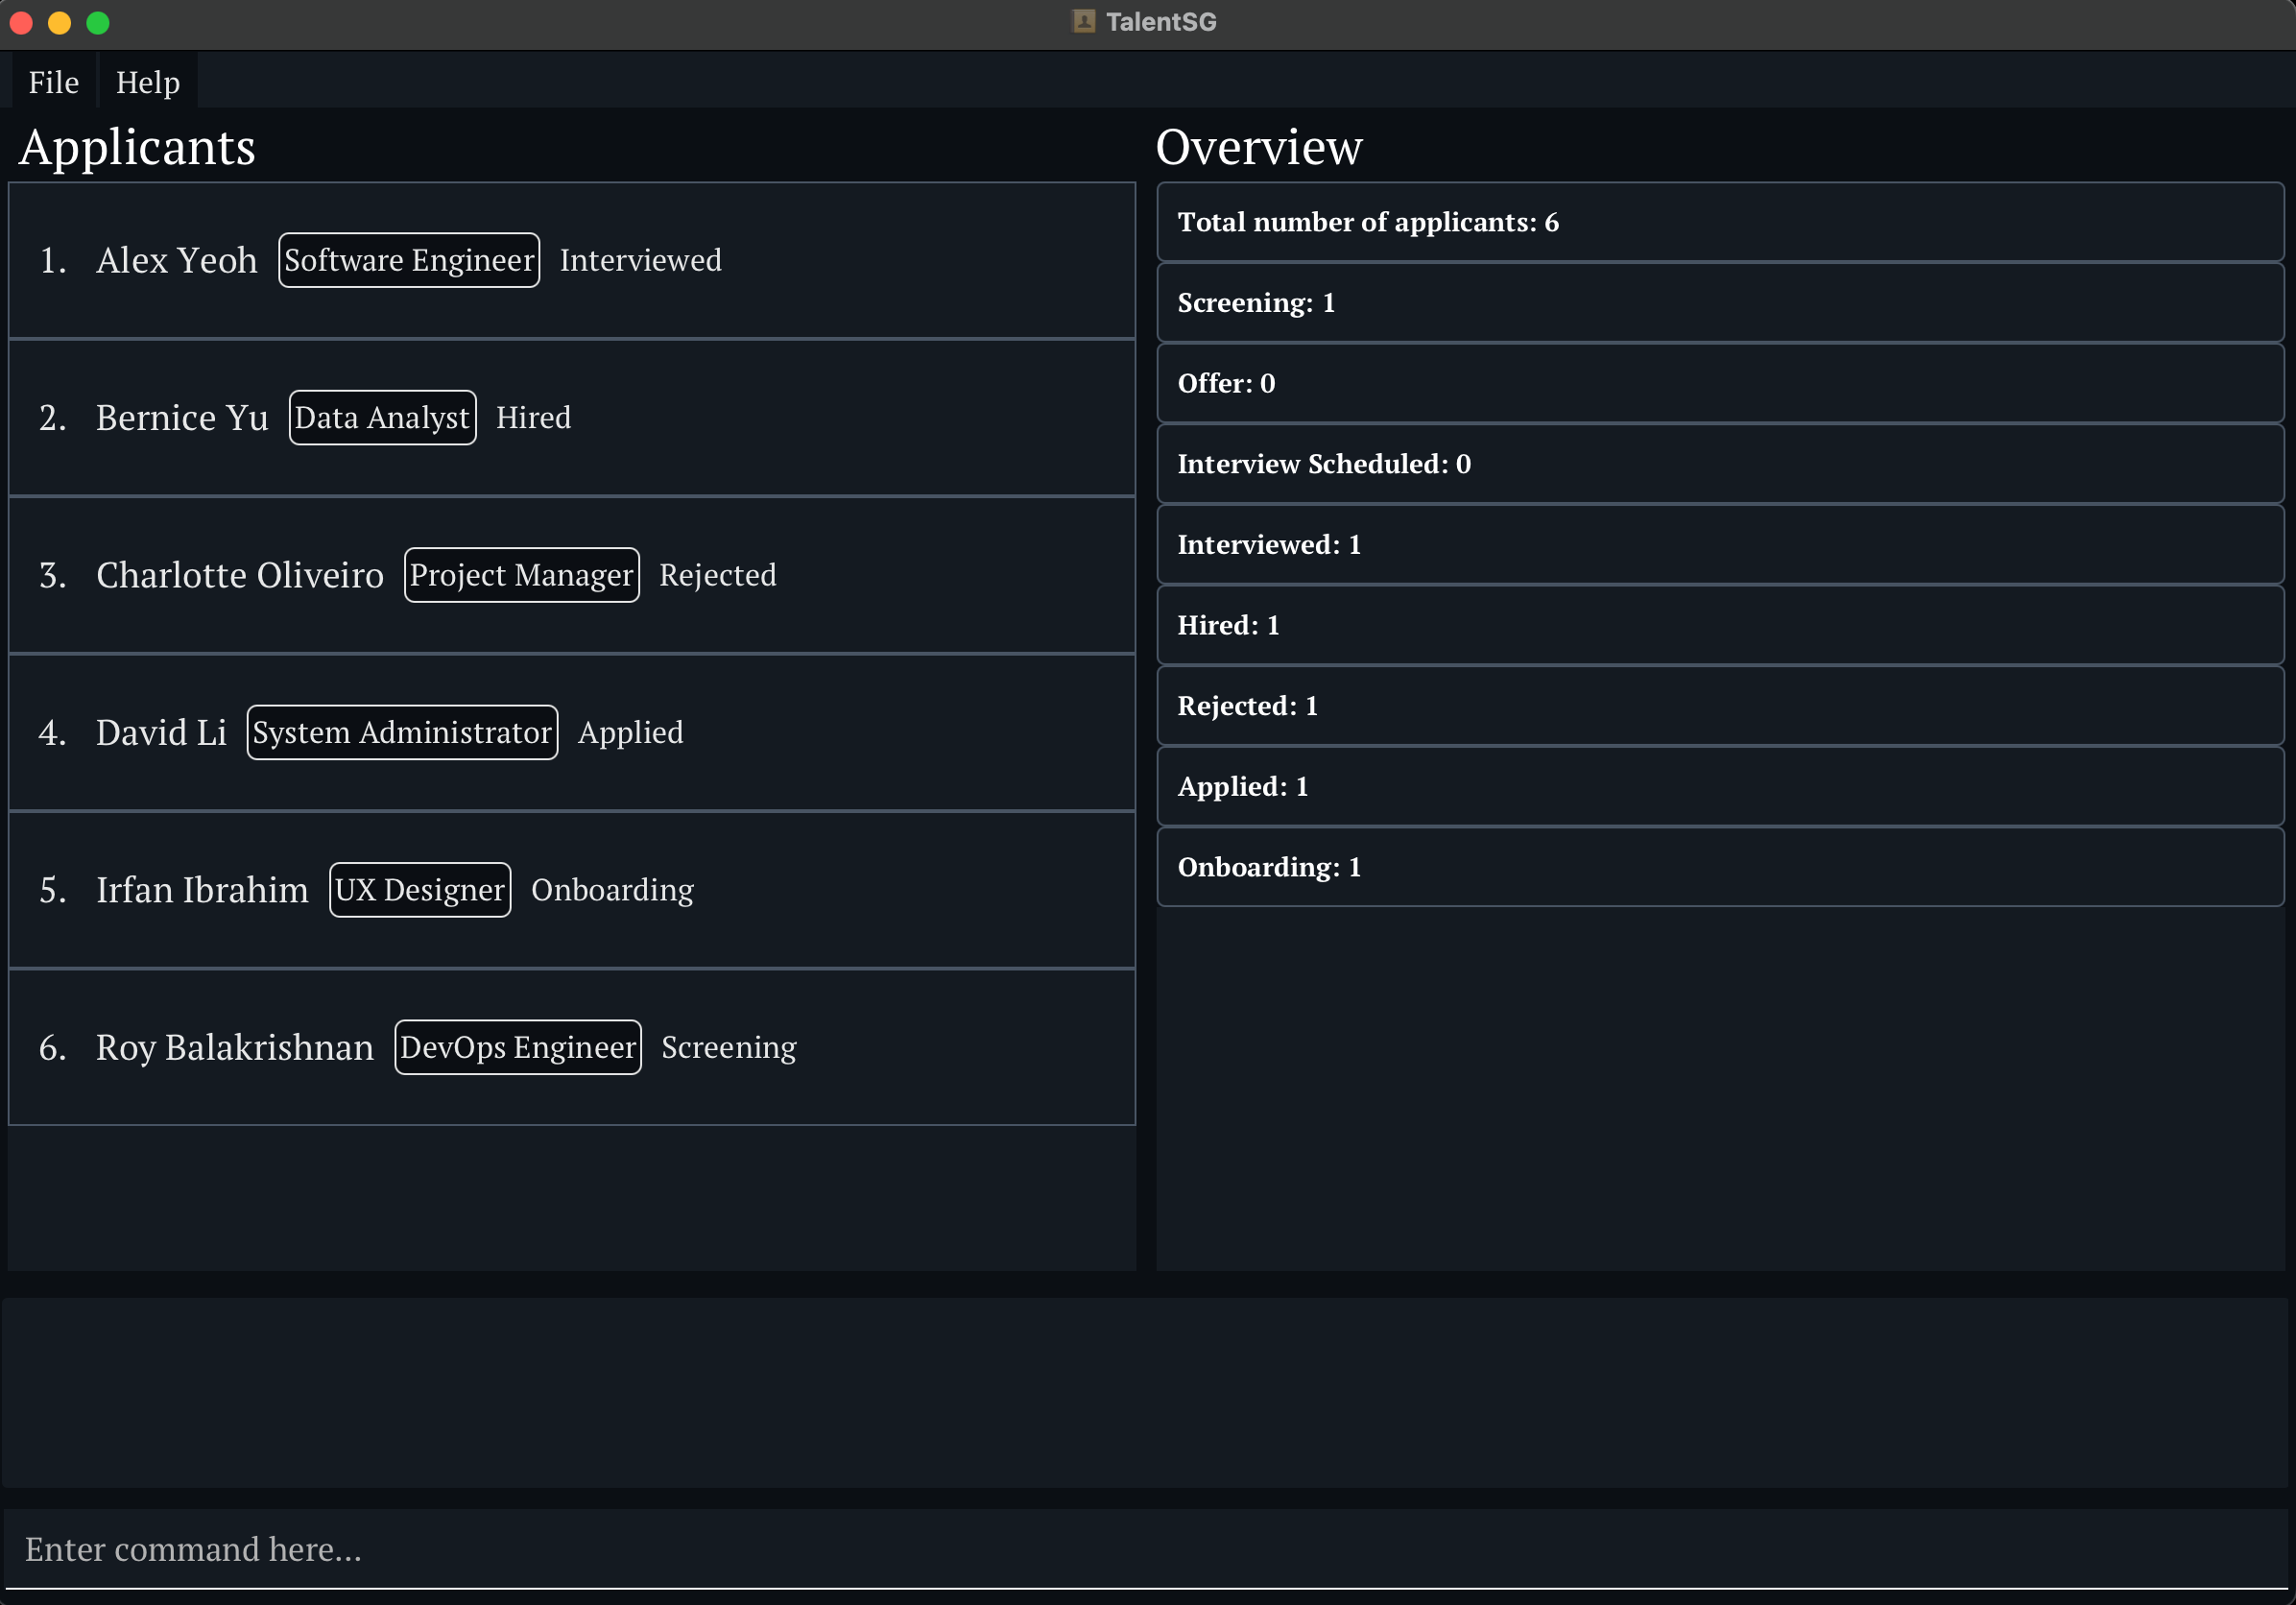 TalentSG
File Help
Applicants
1. Alex Yeoh Software Engineer Interviewed
2. Bernice Yu Data Analyst Hired
3. Charlotte Oliveiro Project Manager Rejected
4. David Li System Administrator Applied
5. Irfan Ibrahim UX Designer Onboarding
6. Roy Balakrishnan DevOps Engineer Screening
Overview
Total number of applicants: 6
Screening: 1
Offer: 0
Interview Scheduled: 0
Interviewed: 1
Hired: 1
Rejected: 1
Applied: 1
Onboarding: 1
Enter command here...